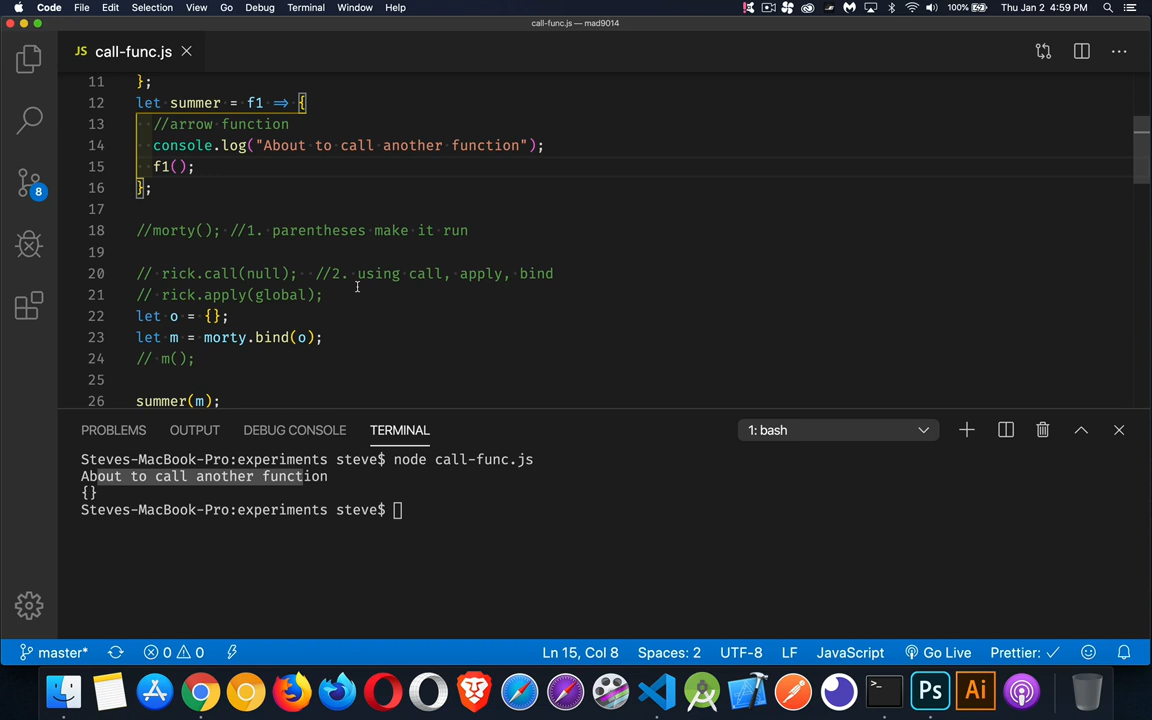 Code File Edit Selection View Go Debug Terminal Window Help 100% Thu Jan 2 4:59 PM
call-func.js — mad9014
JS call-func.js
11 };
12 let summer = f1 => {
13 //arrow function
14 console.log("About to call another function");
15 f1();
16 };
17
18 //morty(); //1. parentheses make it run
19
20 // rick.call(null); //2. using call, apply, bind
21 // rick.apply(global);
22 let o = {};
23 let m = morty.bind(o);
24 // m();
25
26 summer(m);
8
PROBLEMS OUTPUT DEBUG CONSOLE TERMINAL 1: bash
Steves-MacBook-Pro:experiments steve$ node call-func.js
About to call another function
{}
Steves-MacBook-Pro:experiments steve$
master* 0 0 Ln 15, Col 8 Spaces: 2 UTF-8 LF JavaScript Go Live Prettier: ✓
Ps Ai